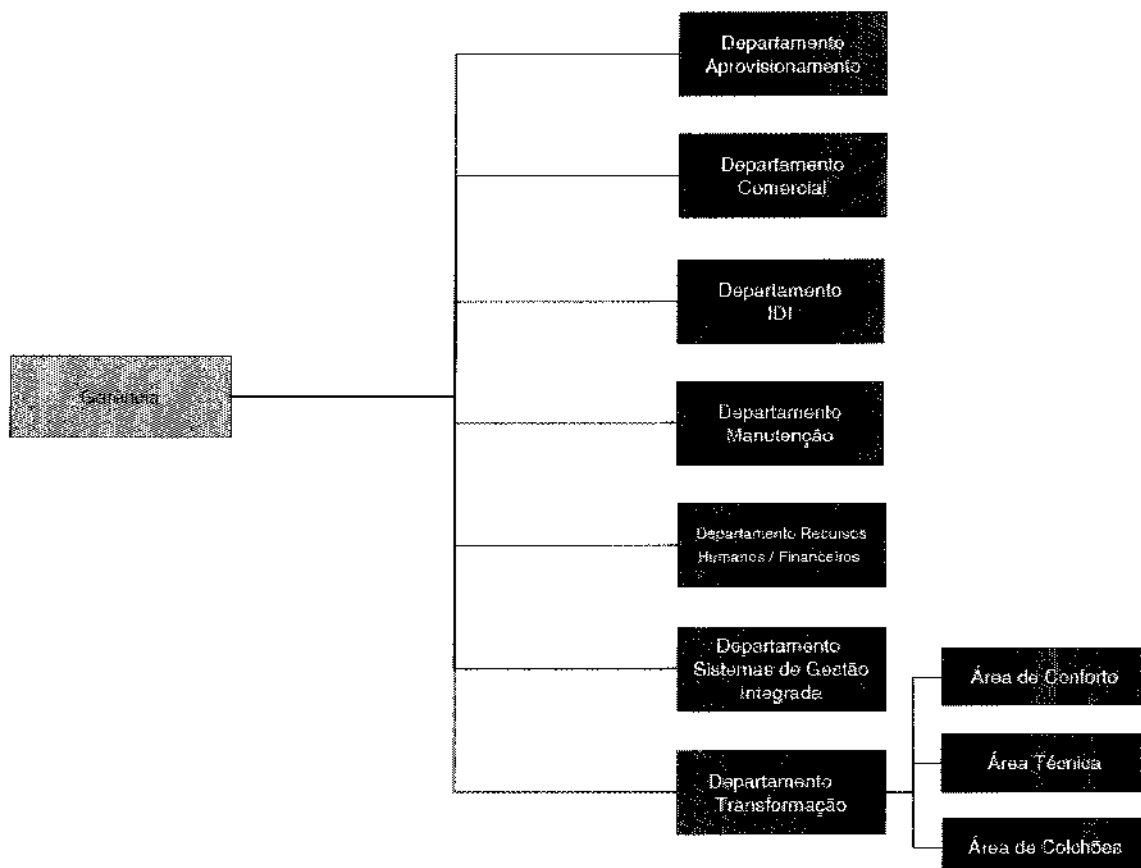 Departamento
Aprovisionamento
Departamento
Comercial
Departamento
IDI
Gerência
Departamento
Manutenção
Departamento Recursos
Humanos / Financeiros
Departamento
Sistemas de Gestão
Integrada
Área de Conforto
Área Técnica
Departamento
Transformação
Área de Colchões